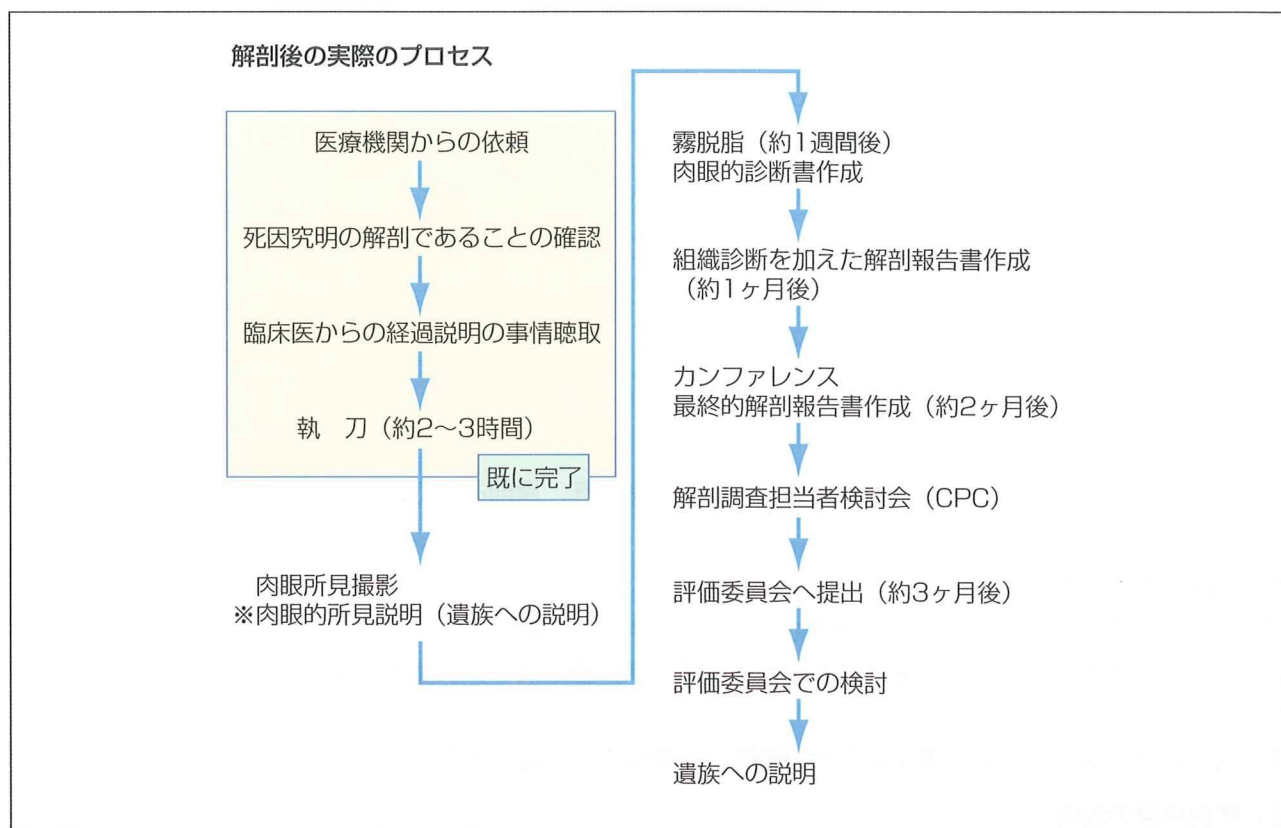 解剖後の実際のプロセス
医療機関からの依頼
死因究明の解剖であることの確認
臨床医からの経過説明の事情聴取
執　刀（約2～3時間）
既に完了
肉眼所見撮影
※肉眼的所見説明（遺族への説明）
霧脱脂（約1週間後）
肉眼的診断書作成
組織診断を加えた解剖報告書作成
（約1ヶ月後）
カンファレンス
最終的解剖報告書作成（約2ヶ月後）
解剖調査担当者検討会（CPC）
評価委員会へ提出（約3ヶ月後）
評価委員会での検討
遺族への説明